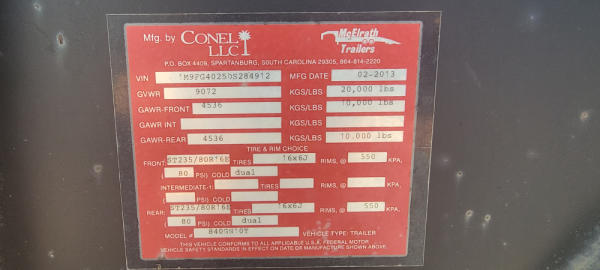 Mfg. by CONEL LLC
McElrath Trailers
P.O. BOX 4409, SPARTANBURG, SOUTH CAROLINA 29305, 864-814-2220
VIN MFG DATE 02-2013
GVWR 9072 KGS/LBS 20,000 lbs
GAWR-FRONT 4536 KGS/LBS 10,000 lbs
GAWR INT KGS/LBS
GAWR-REAR 4536 KGS/LBS 10,000 lbs
TIRE & RIM CHOICE
FRONT: ST235/80R16E TIRES 16x6J RIMS, @ 550 KPA,
( 80 PSI) COLD dual
INTERMEDIATE-1: TIRES RIMS, @ KPA,
( PSI) COLD
REAR: ST235/80R16E TIRES 16x6J RIMS, @ 550 KPA,
( 80 PSI) COLD dual
MODEL # VEHICLE TYPE: TRAILER
THIS VEHICLE CONFORMS TO ALL APPLICABLE U.S.A. FEDERAL MOTOR
VEHICLE SAFETY STANDARDS IN EFFECT ON DATE OF MANUFACTURE SHOWN ABOVE.